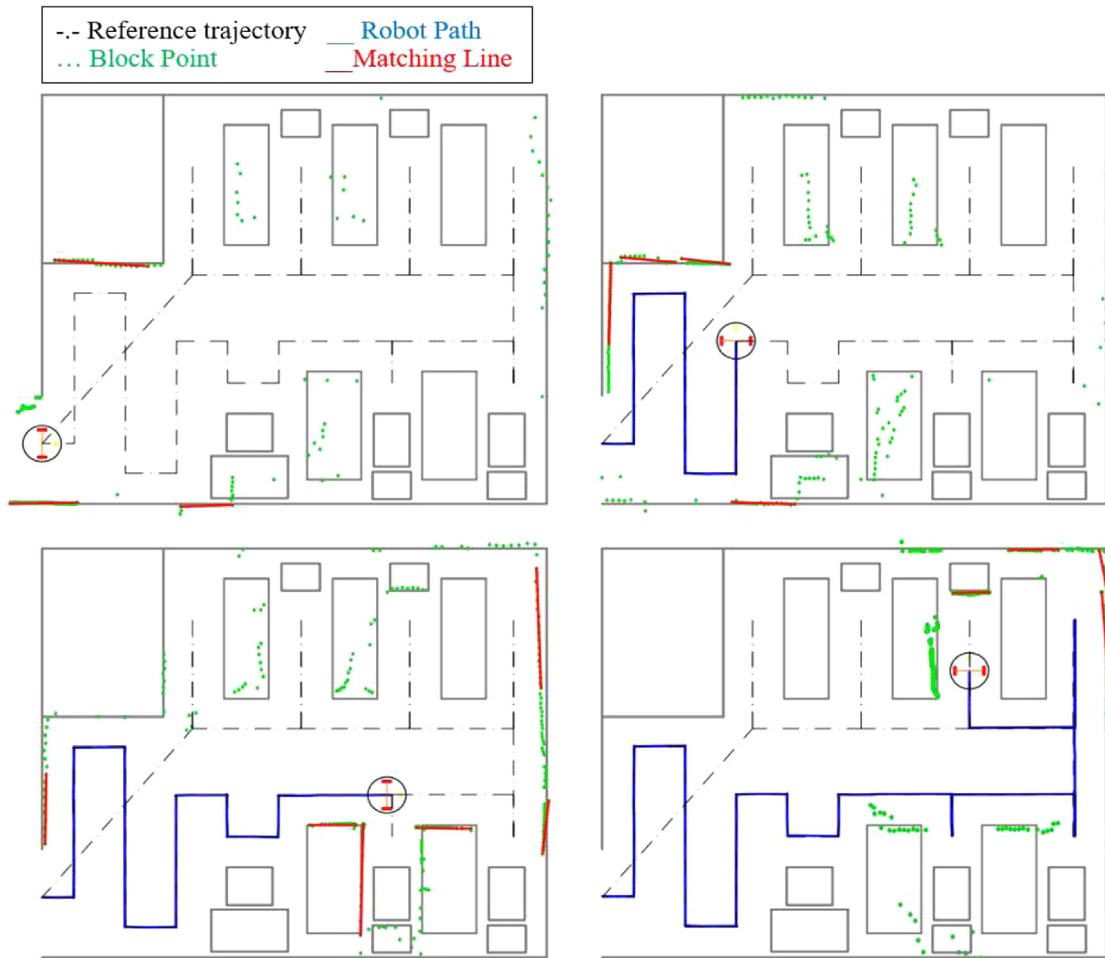 -.- Reference trajectory __ Robot Path
... Block Point __Matching Line